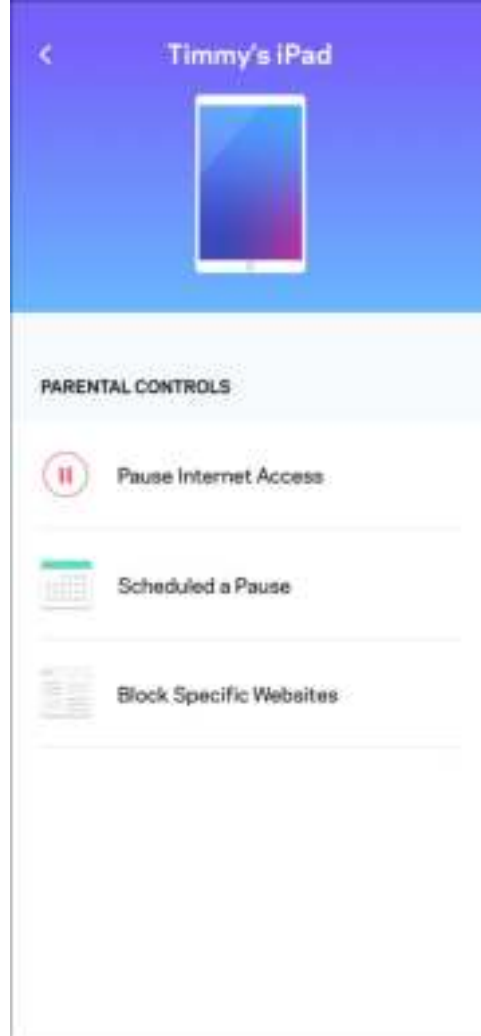 Timmy's iPad
PARENTAL CONTROLS
Pause Internet Access
Scheduled a Pause
Block Specific Websites